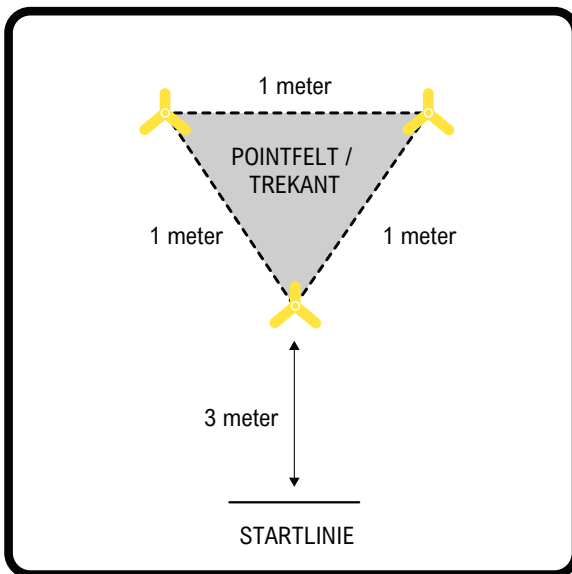 1 meter
POINTFELT /
TREKANT
1 meter
1 meter
3 meter
STARTLINIE